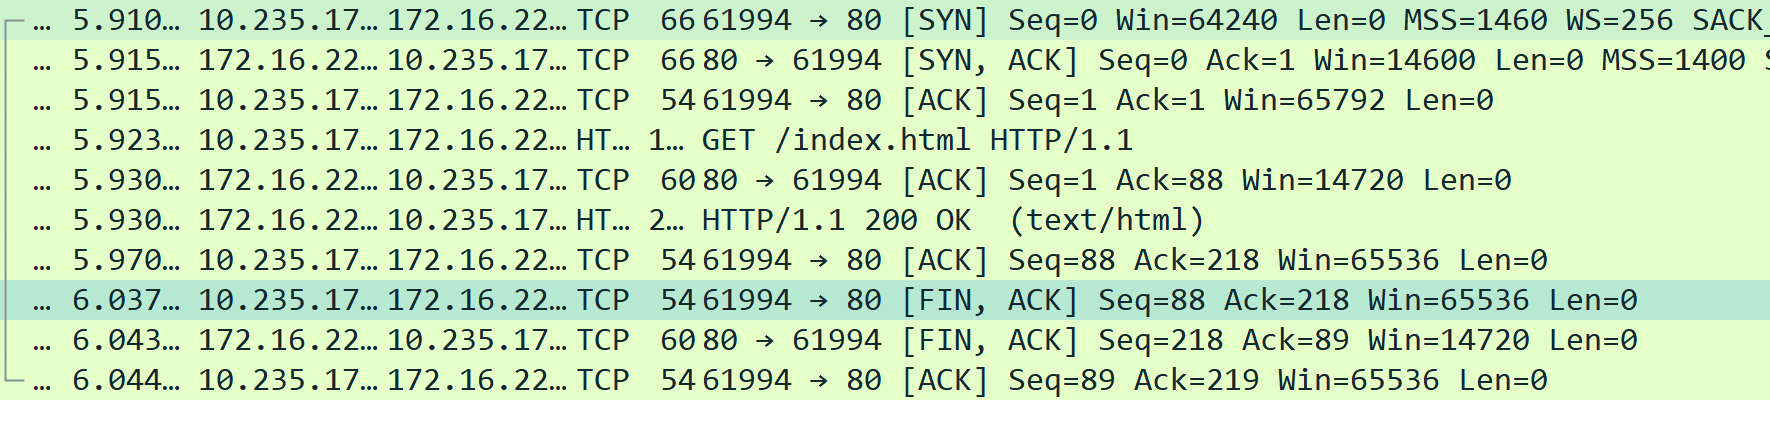 … 5.910… 10.235.17… 172.16.22… TCP 66 61994 → 80 [SYN] Seq=0 Win=64240 Len=0 MSS=1460 WS=256 SACK_
… 5.915… 172.16.22… 10.235.17… TCP 66 80 → 61994 [SYN, ACK] Seq=0 Ack=1 Win=14600 Len=0 MSS=1400 S
… 5.915… 10.235.17… 172.16.22… TCP 54 61994 → 80 [ACK] Seq=1 Ack=1 Win=65792 Len=0
… 5.923… 10.235.17… 172.16.22… HT… 1… GET /index.html HTTP/1.1
… 5.930… 172.16.22… 10.235.17… TCP 60 80 → 61994 [ACK] Seq=1 Ack=88 Win=14720 Len=0
… 5.930… 172.16.22… 10.235.17… HT… 2… HTTP/1.1 200 OK (text/html)
… 5.970… 10.235.17… 172.16.22… TCP 54 61994 → 80 [ACK] Seq=88 Ack=218 Win=65536 Len=0
… 6.037… 10.235.17… 172.16.22… TCP 54 61994 → 80 [FIN, ACK] Seq=88 Ack=218 Win=65536 Len=0
… 6.043… 172.16.22… 10.235.17… TCP 60 80 → 61994 [FIN, ACK] Seq=218 Ack=89 Win=14720 Len=0
… 6.044… 10.235.17… 172.16.22… TCP 54 61994 → 80 [ACK] Seq=89 Ack=219 Win=65536 Len=0